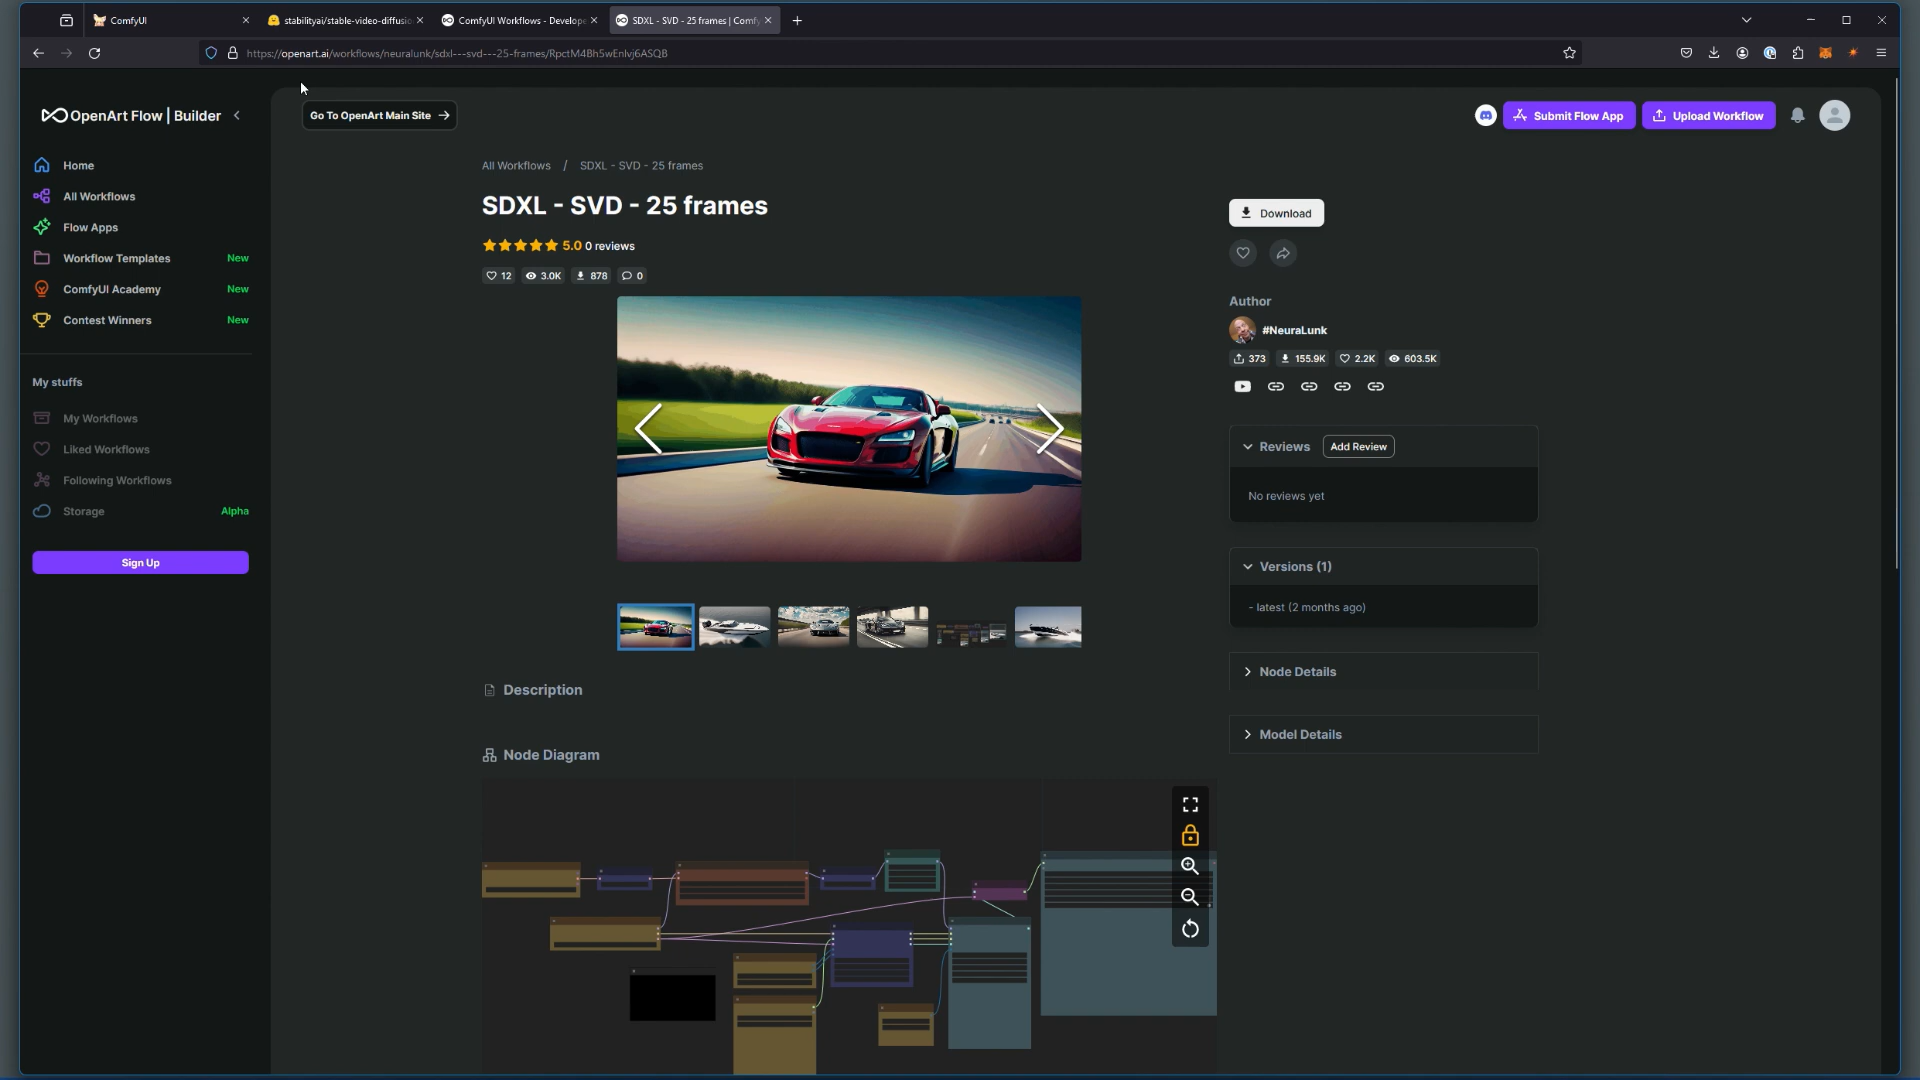 ComfyUI
stabilityai/stable-video-diffusio
ComfyUI Workflows - Develope
SDXL - SVD - 25 frames | Comfy
https://openart.ai/workflows/neuralunk/sdxl---svd---25-frames/RpctM4Bh5wEnlvj6ASQB
OpenArt Flow | Builder
Go To OpenArt Main Site
Submit Flow App
Upload Workflow
Home
All Workflows
Flow Apps
Workflow Templates New
ComfyUI Academy New
Contest Winners New
My stuffs
My Workflows
Liked Workflows
Following Workflows
Storage Alpha
Sign Up
All Workflows / SDXL - SVD - 25 frames
SDXL - SVD - 25 frames
5.0 0 reviews
12 3.0K 878 0
Description
Node Diagram
Download
Author
#NeuraLunk
373 155.9K 2.2K 603.5K
Reviews Add Review
No reviews yet
Versions (1)
- latest (2 months ago)
Node Details
Model Details